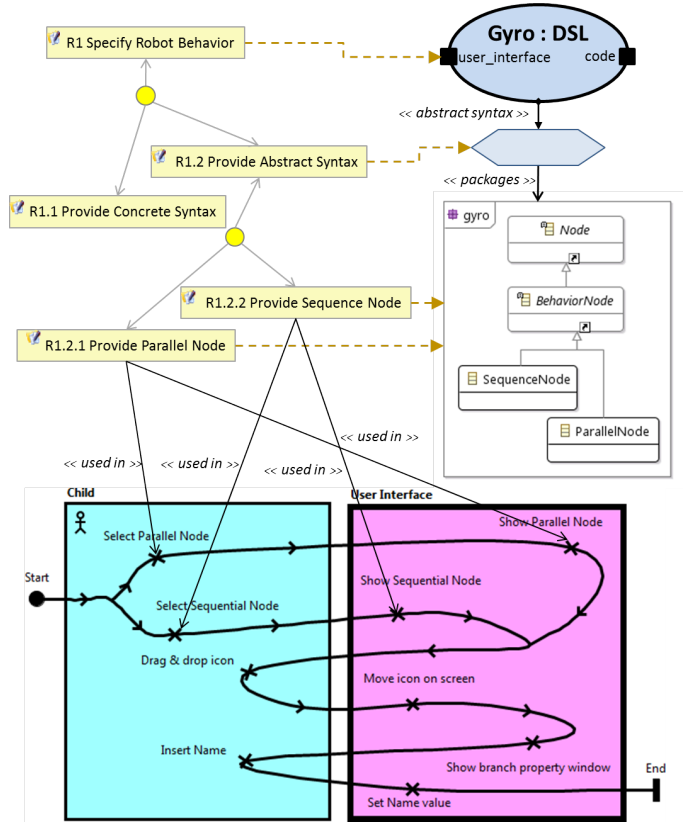 Gyro : DSL
R1 Specify Robot Behavior
user_interface
code
<< abstract syntax >>
R1.2 Provide Abstract Syntax
<< packages >>
R1.1 Provide Concrete Syntax
gyro
Node
R1.2.2 Provide Sequence Node
BehaviorNode
R1.2.1 Provide Parallel Node
SequenceNode
ParallelNode
<< used in >>
<< used in >>
<< used in >>
<< used in >>
Child
User Interface
Select Parallel Node
Show Parallel Node
Start
Show Sequential Node
Select Sequential Node
Drag & drop icon
Move icon on screen
Insert Name
Show branch property window
End
Set Name value